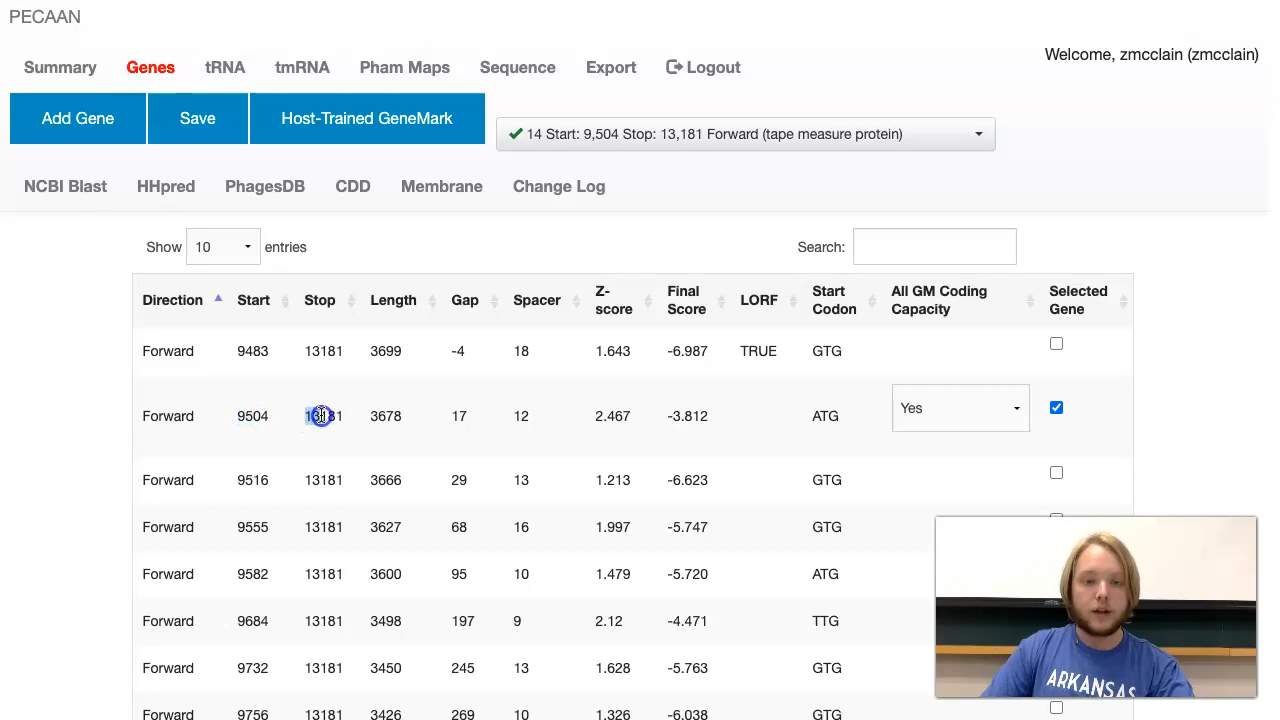 PECAAN
Summary Genes tRNA tmRNA Pham Maps Sequence Export Logout
Welcome, zmcclain (zmcclain)
Add Gene Save Host-Trained GeneMark
14 Start: 9,504 Stop: 13,181 Forward (tape measure protein)
NCBI Blast HHpred PhagesDB CDD Membrane Change Log
Show 10 entries Search:
Direction Start Stop Length Gap Spacer Z-score Final Score LORF Start Codon All GM Coding Capacity Selected Gene
Forward 9483 13181 3699 -4 18 1.643 -6.987 TRUE GTG
Forward 9504 13181 3678 17 12 2.467 -3.812 ATG Yes
Forward 9516 13181 3666 29 13 1.213 -6.623 GTG
Forward 9555 13181 3627 68 16 1.997 -5.747 GTG
Forward 9582 13181 3600 95 10 1.479 -5.720 ATG
Forward 9684 13181 3498 197 9 2.12 -4.471 TTG
Forward 9732 13181 3450 245 13 1.628 -5.763 GTG
Forward 9756 13181 3426 269 10 1.326 -6.038 GTG
ARKANSAS